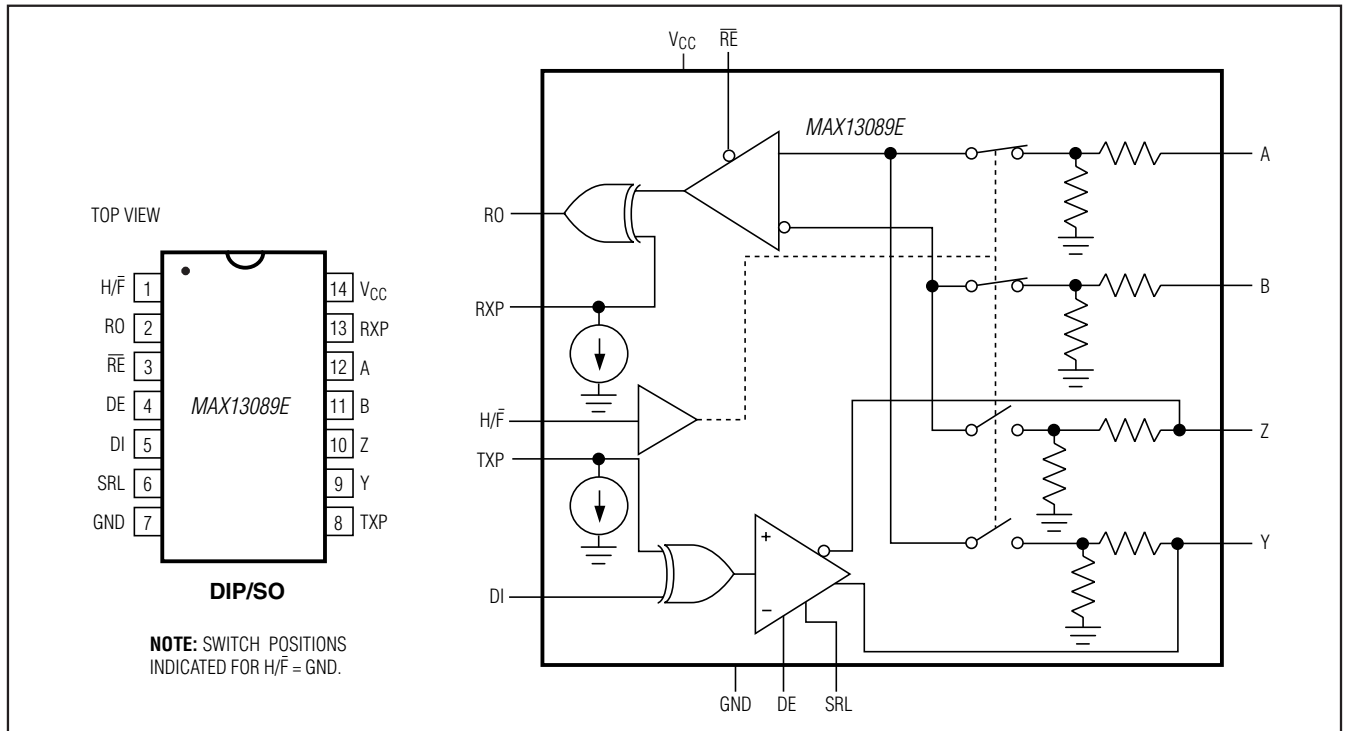 TOP VIEW
H/F̅ 1
RO 2
R̅E̅ 3
DE 4
DI 5
SRL 6
GND 7
MAX13089E
14 VCC
13 RXP
12 A
11 B
10 Z
9 Y
8 TXP
DIP/SO
NOTE: SWITCH POSITIONS
INDICATED FOR H/F̅ = GND.
VCC
R̅E̅
MAX13089E
RO
RXP
H/F̅
TXP
DI
+
−
A
B
Z
Y
GND
DE
SRL